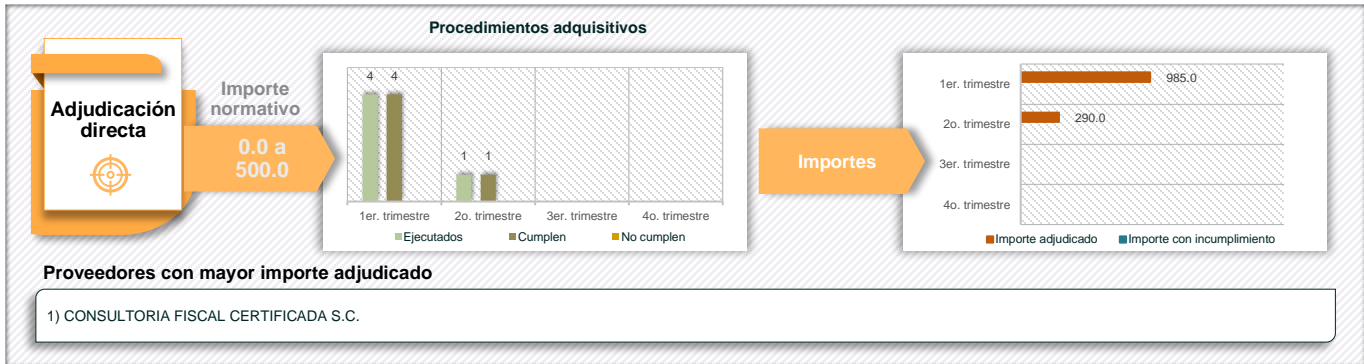 Procedimientos adquisitivos
Adjudicación
directa
Importe
normativo
0.0 a
500.0
4 4
1 1
1er. trimestre 2o. trimestre 3er. trimestre 4o. trimestre
Ejecutados Cumplen No cumplen
Importes
1er. trimestre 985.0
2o. trimestre 290.0
3er. trimestre
4o. trimestre
Importe adjudicado Importe con incumplimiento
Proveedores con mayor importe adjudicado
1) CONSULTORIA FISCAL CERTIFICADA S.C.